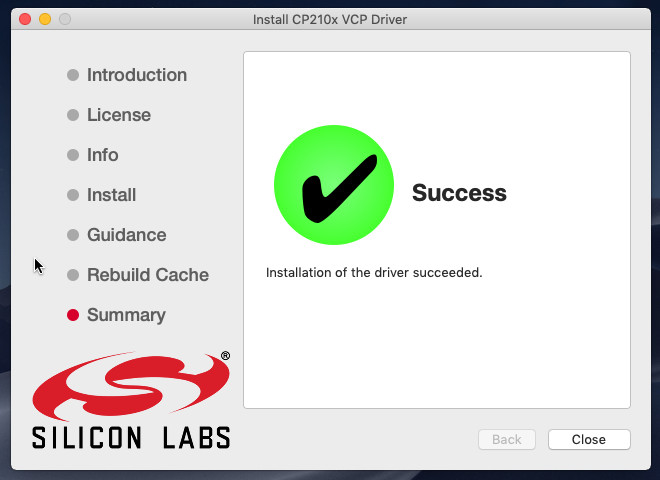 Install CP210x VCP Driver
Introduction
License
Info
Install
Guidance
Rebuild Cache
Summary
®
SILICON LABS
Success
Installation of the driver succeeded.
Back
Close